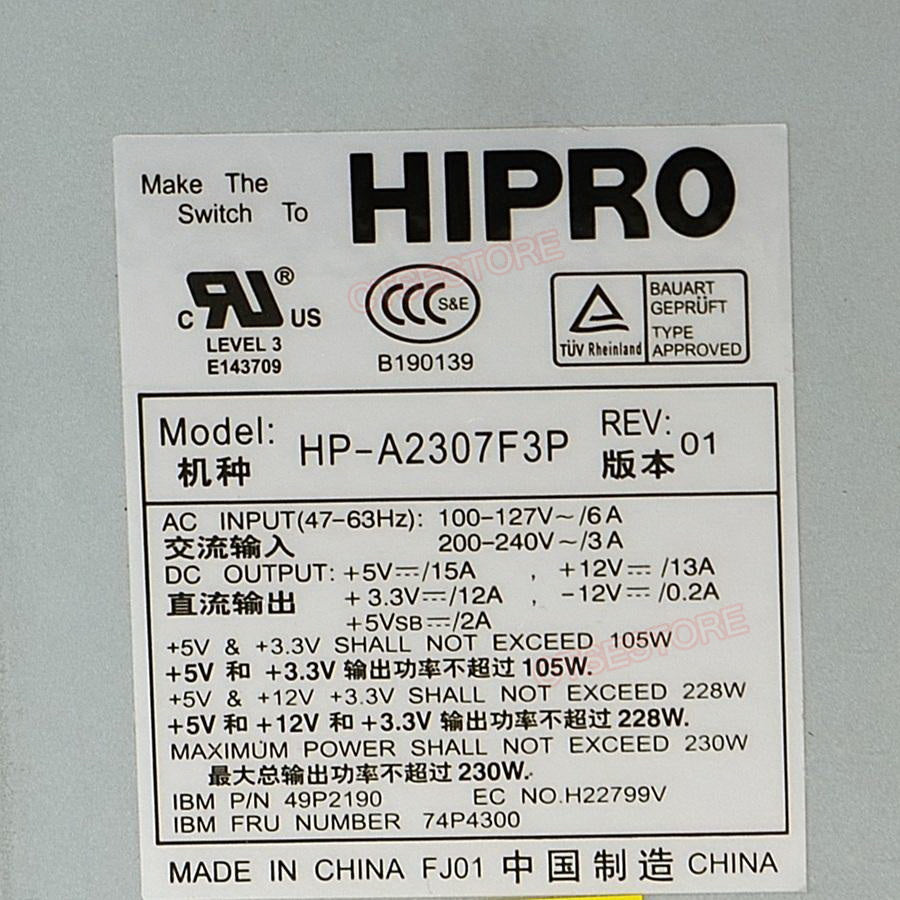 Make The
Switch To
HIPRO
C RU ® US
LEVEL 3
E143709
CCC S&E
B190139
TÜV Rheinland
BAUART
GEPRÜFT
TYPE
APPROVED
Model: HP-A2307F3P REV: 01
机种 版本
AC INPUT(47-63Hz): 100-127V～/6A
交流输入 200-240V～/3A
DC OUTPUT: +5V⎓/15A , +12V⎓ /13A
直流输出 +3.3V⎓/12A , -12V⎓ /0.2A
+5VSB⎓/2A
+5V & +3.3V SHALL NOT EXCEED 105W
+5V 和 +3.3V 输出功率不超过 105W.
+5V & +12V +3.3V SHALL NOT EXCEED 228W
+5V 和 +12V 和 +3.3V 输出功率不超过 228W.
MAXIMUM POWER SHALL NOT EXCEED 230W
最大总输出功率不超过 230W.
IBM P/N 49P2190 EC NO.H22799V
IBM FRU NUMBER 74P4300
MADE IN CHINA FJ01 中国制造 CHINA